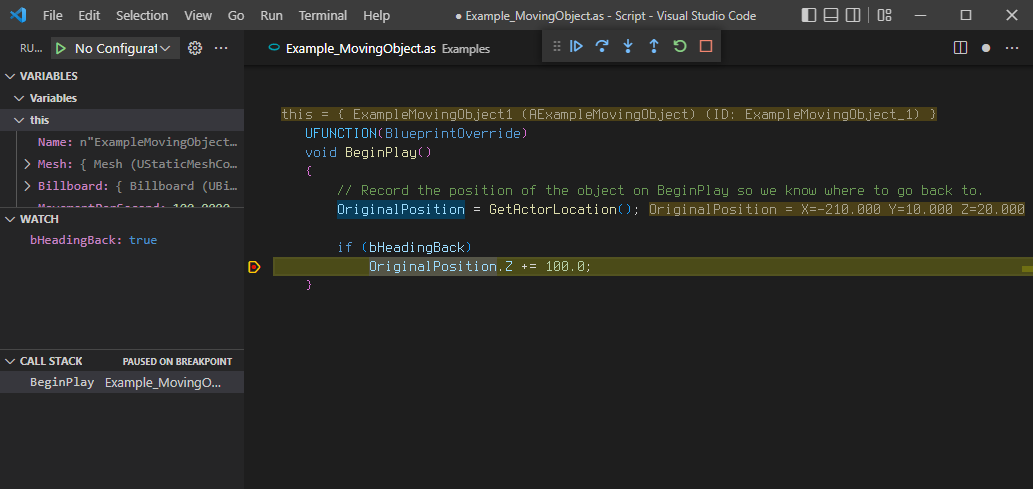 File Edit Selection View Go Run Terminal Help ● Example_MovingObject.as - Script - Visual Studio Code
RU... No Configurat
Example_MovingObject.as Examples
VARIABLES
Variables
this
Name: n"ExampleMovingObject...
Mesh: { Mesh (UStaticMeshCo...
Billboard: { Billboard (UBi...
MovementPerSecond: 100.0000
WATCH
bHeadingBack: true
CALL STACK PAUSED ON BREAKPOINT
BeginPlay Example_MovingO...
this = { ExampleMovingObject1 (AExampleMovingObject) (ID: ExampleMovingObject_1) }
UFUNCTION(BlueprintOverride)
void BeginPlay()
{
// Record the position of the object on BeginPlay so we know where to go back to.
OriginalPosition = GetActorLocation(); OriginalPosition = X=-210.000 Y=10.000 Z=20.000
if (bHeadingBack)
OriginalPosition.Z += 100.0;
}